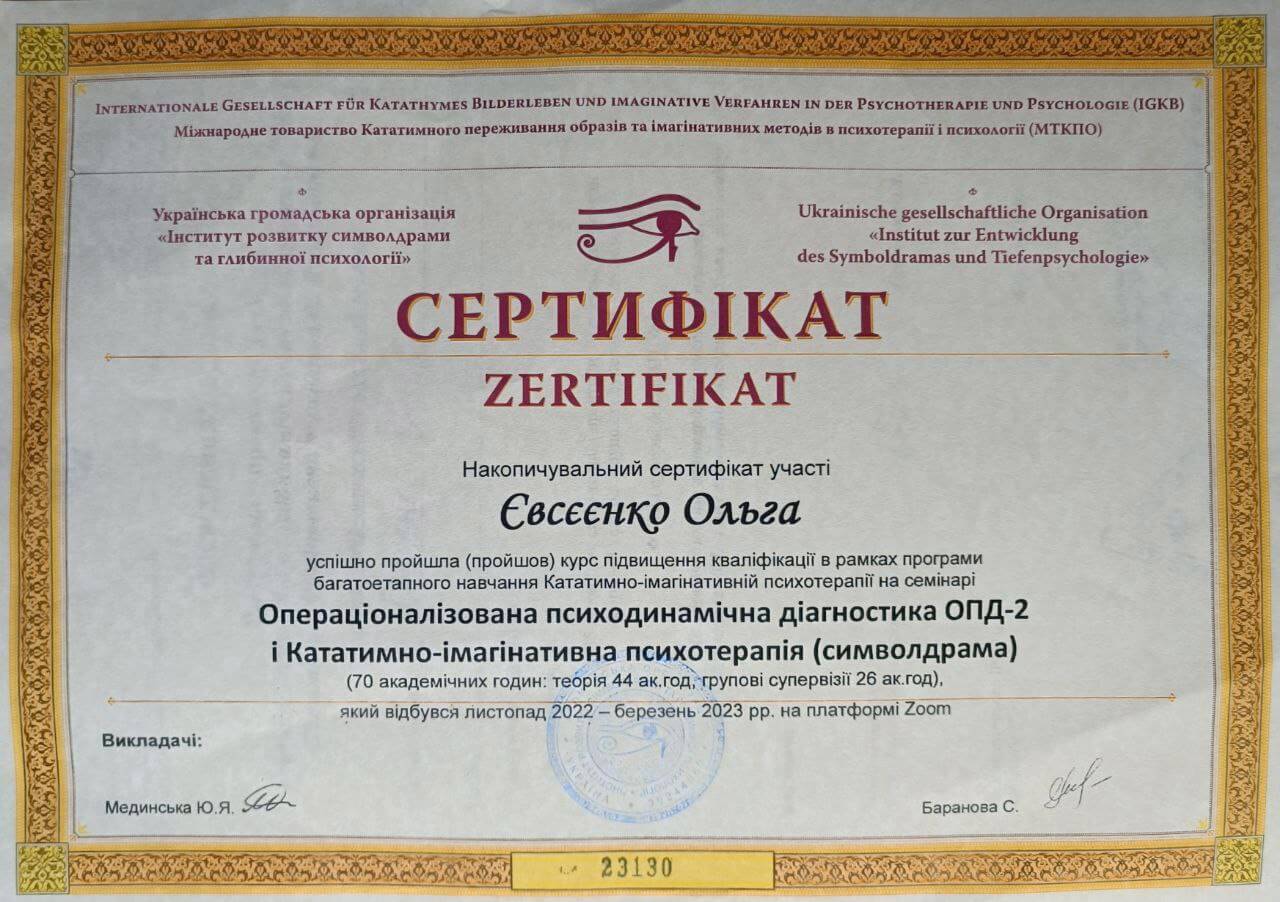 Internationale Gesellschaft für Katathymes Bilderleben und imaginative Verfahren in der Psychotherapie und Psychologie (IGKB)
Міжнародне товариство Кататимного переживання образів та імагінативних методів в психотерапії і психології (МТКПО)
Українська громадська організація
«Інститут розвитку символдрами
та глибинної психології»
Ukrainische gesellschaftliche Organisation
«Institut zur Entwicklung
des Symboldramas und Tiefenpsychologie»
СЕРТИФІКАТ
ZERTIFIKAT
Накопичувальний сертифікат участі
Євсєєнко Ольга
успішно пройшла (пройшов) курс підвищення кваліфікації в рамках програми
багатоетапного навчання Кататимно-імагінативній психотерапії на семінарі
Операціоналізована психодинамічна діагностика ОПД-2
і Кататимно-імагінативна психотерапія (символдрама)
(70 академічних годин: теорія 44 ак.год, групові супервізії 26 ак.год),
який відбувся листопад 2022 – березень 2023 рр. на платформі Zoom
Викладачі:
Мединська Ю.Я.
Баранова С.
УКРАЇНА
23130